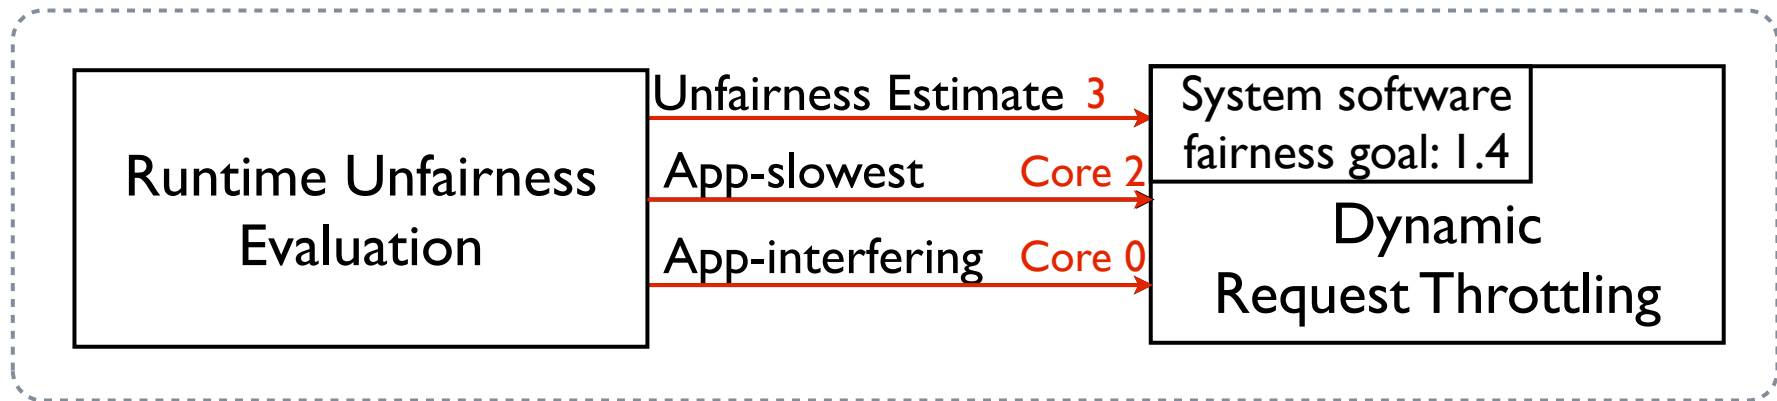 Runtime Unfairness
Evaluation
Unfairness Estimate 3
App-slowest Core 2
App-interfering Core 0
System software
fairness goal: 1.4
Dynamic
Request Throttling